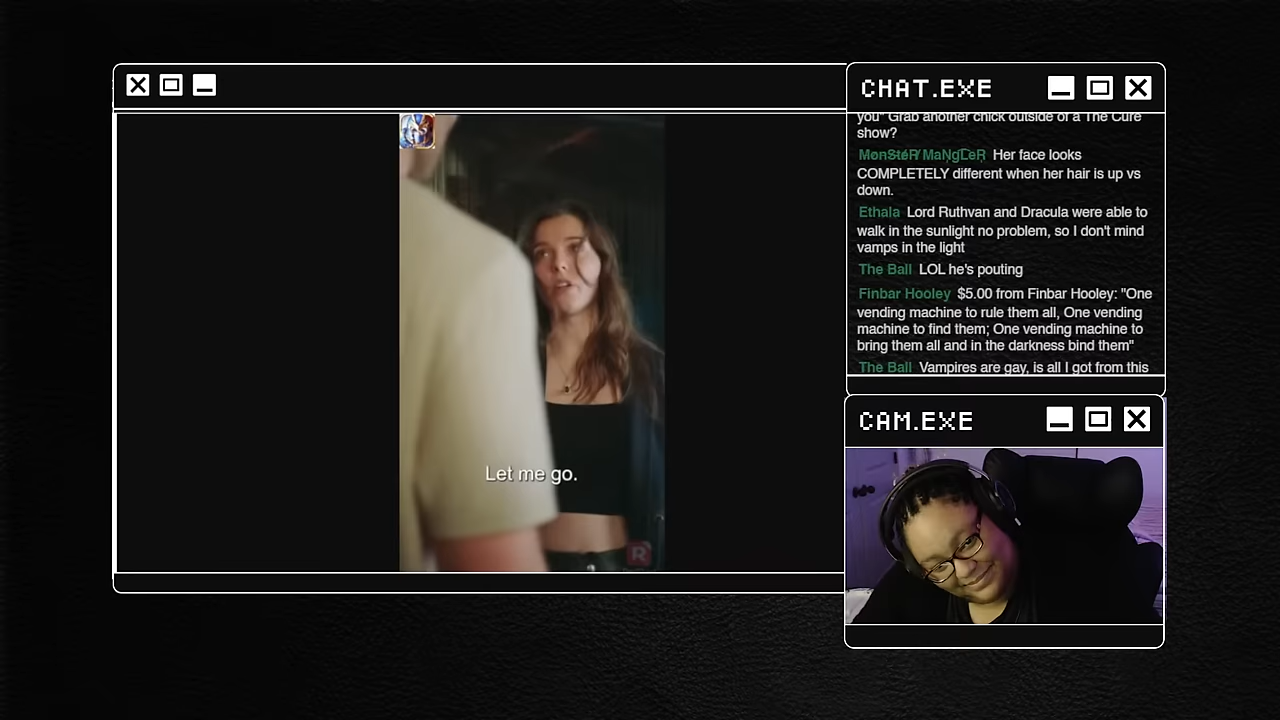 CHAT.EXE
you" Grab another chick outside of a The Cure
show?
MonStéR MaNgLeR Her face looks
COMPLETELY different when her hair is up vs
down.
Ethala Lord Ruthvan and Dracula were able to
walk in the sunlight no problem, so I don't mind
vamps in the light
The Ball LOL he's pouting
Finbar Hooley $5.00 from Finbar Hooley: "One
vending machine to rule them all, One vending
machine to find them; One vending machine to
bring them all and in the darkness bind them"
The Ball Vampires are gay, is all I got from this
CAM.EXE
Let me go.
R